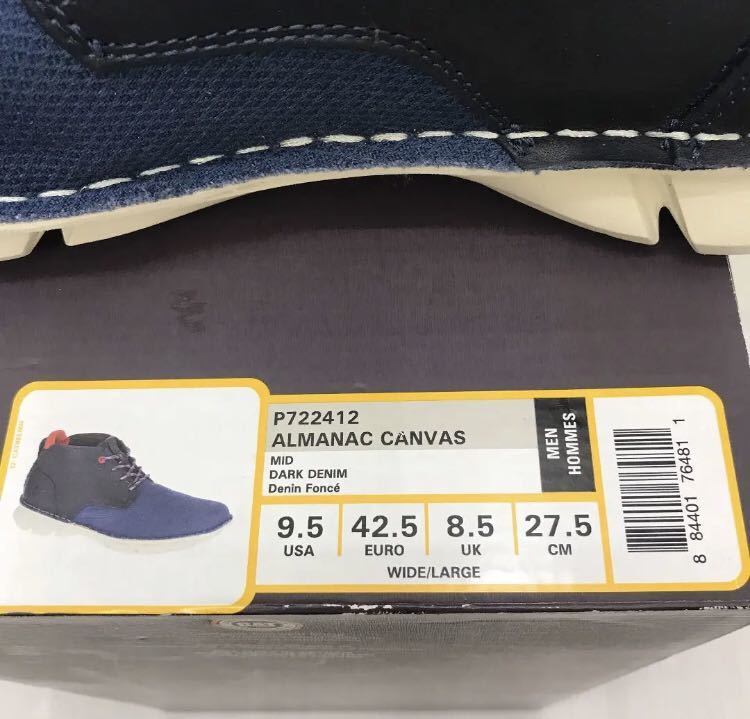 P722412
ALMANAC CANVAS
MID
DARK DENIM
Denin Foncé
MEN
HOMMES
9.5 42.5 8.5 27.5
USA EURO UK CM
WIDE/LARGE
8 84401 76481 1